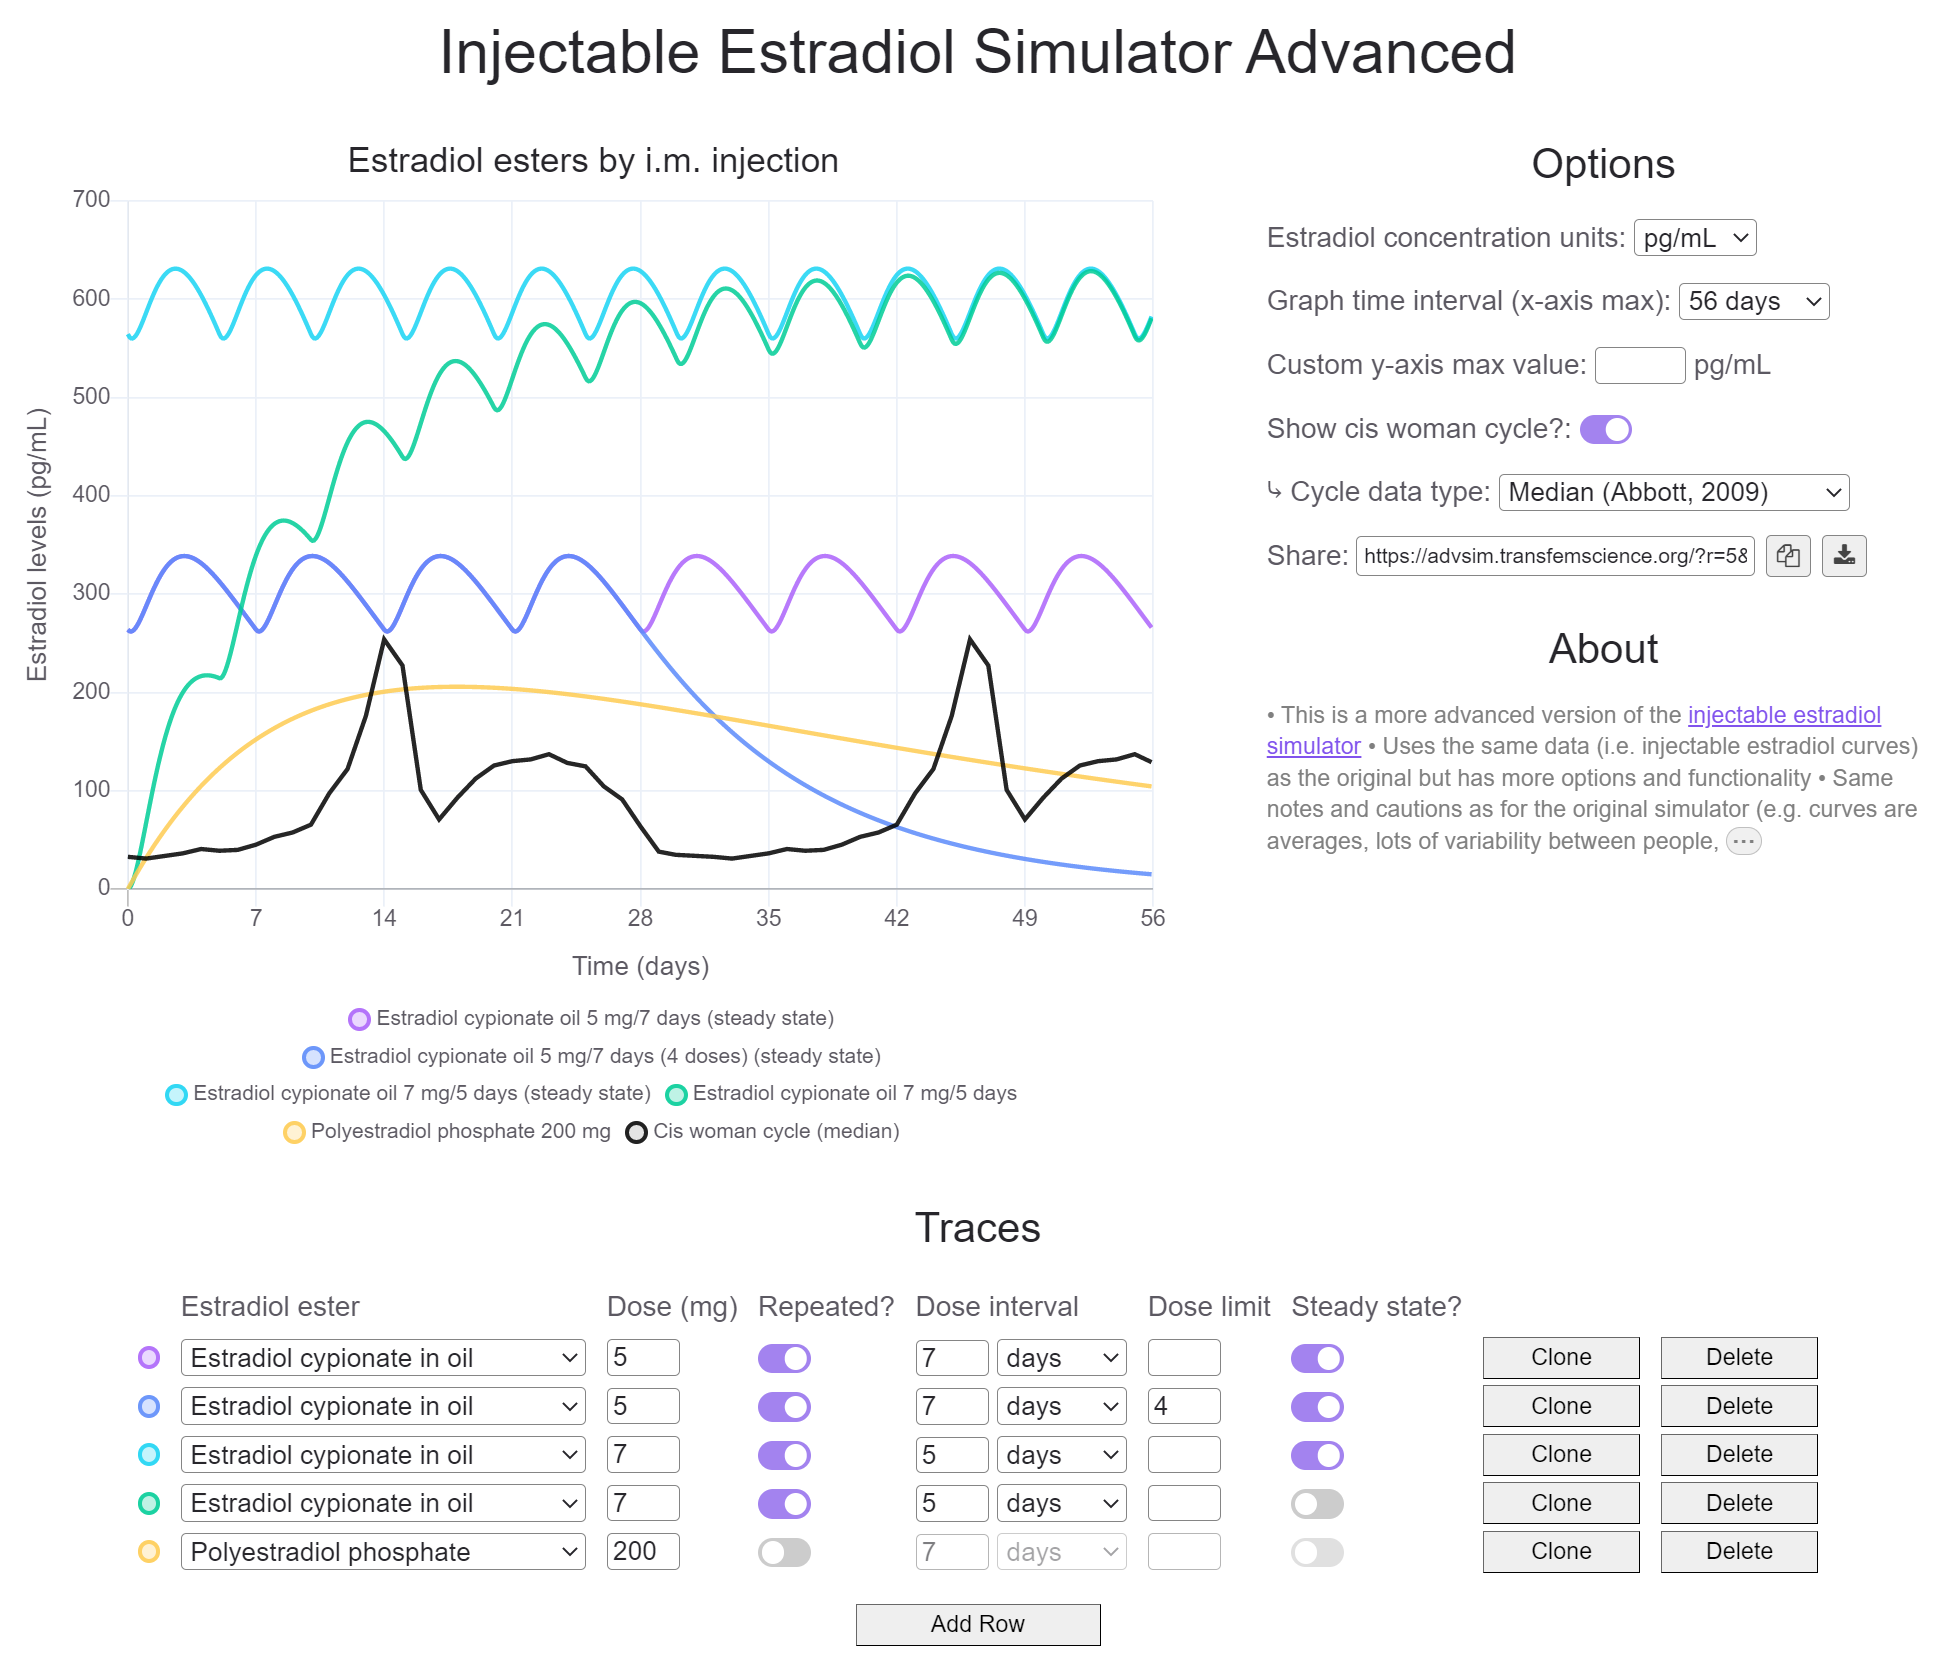 Injectable Estradiol Simulator Advanced
Estradiol esters by i.m. injection
Estradiol levels (pg/mL)
700
600
500
400
300
200
100
0
0 7 14 21 28 35 42 49 56
Time (days)
Estradiol cypionate oil 5 mg/7 days (steady state)
Estradiol cypionate oil 5 mg/7 days (4 doses) (steady state)
Estradiol cypionate oil 7 mg/5 days (steady state) Estradiol cypionate oil 7 mg/5 days
Polyestradiol phosphate 200 mg Cis woman cycle (median)
Options
Estradiol concentration units: pg/mL
Graph time interval (x-axis max): 56 days
Custom y-axis max value: pg/mL
Show cis woman cycle?:
↳ Cycle data type: Median (Abbott, 2009)
Share: https://advsim.transfemscience.org/?r=5&
About
• This is a more advanced version of the injectable estradiol
simulator • Uses the same data (i.e. injectable estradiol curves)
as the original but has more options and functionality • Same
notes and cautions as for the original simulator (e.g. curves are
averages, lots of variability between people, ...
Traces
Estradiol ester Dose (mg) Repeated? Dose interval Dose limit Steady state?
Estradiol cypionate in oil 5 7 days Clone Delete
Estradiol cypionate in oil 5 7 days 4 Clone Delete
Estradiol cypionate in oil 7 5 days Clone Delete
Estradiol cypionate in oil 7 5 days Clone Delete
Polyestradiol phosphate 200 7 days Clone Delete
Add Row